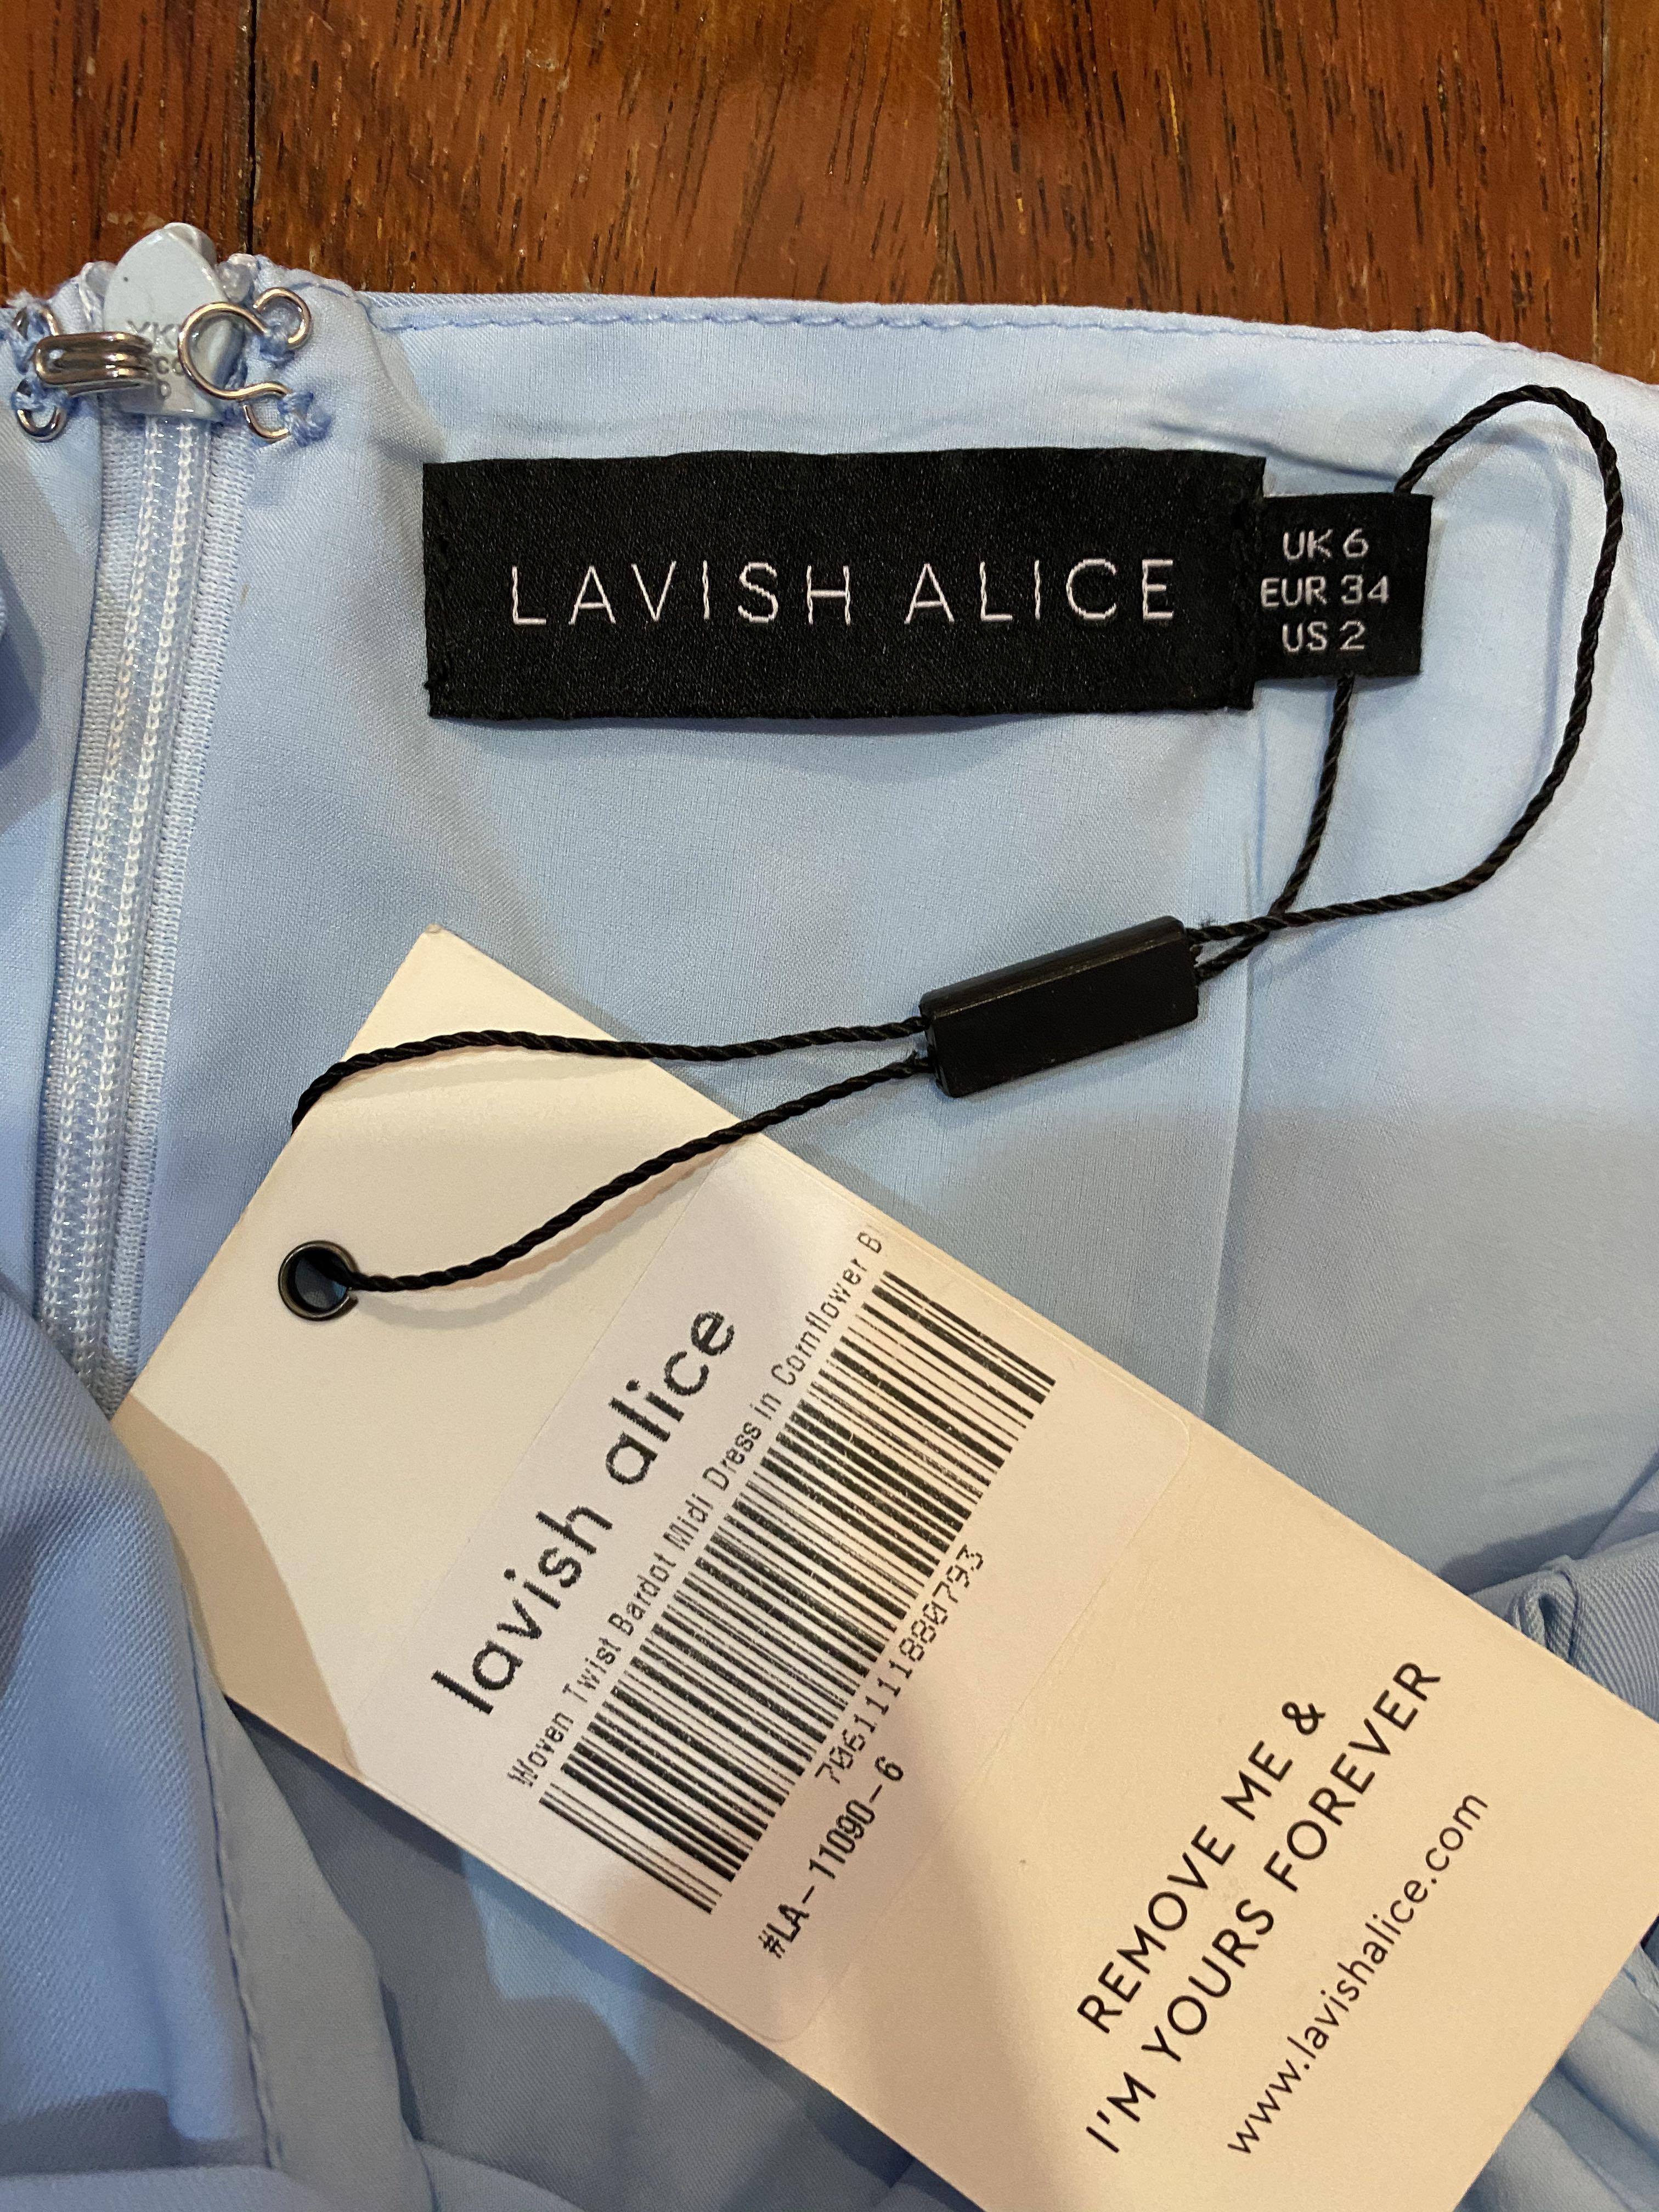 LAVISH ALICE
UK 6
EUR 34
US 2
lavish alice
Woven Twist Bardot Midi Dress in Cornflower Bl
7061111880793
#LA-11090-6
REMOVE ME &
I'M YOURS FOREVER
www.lavishalice.com